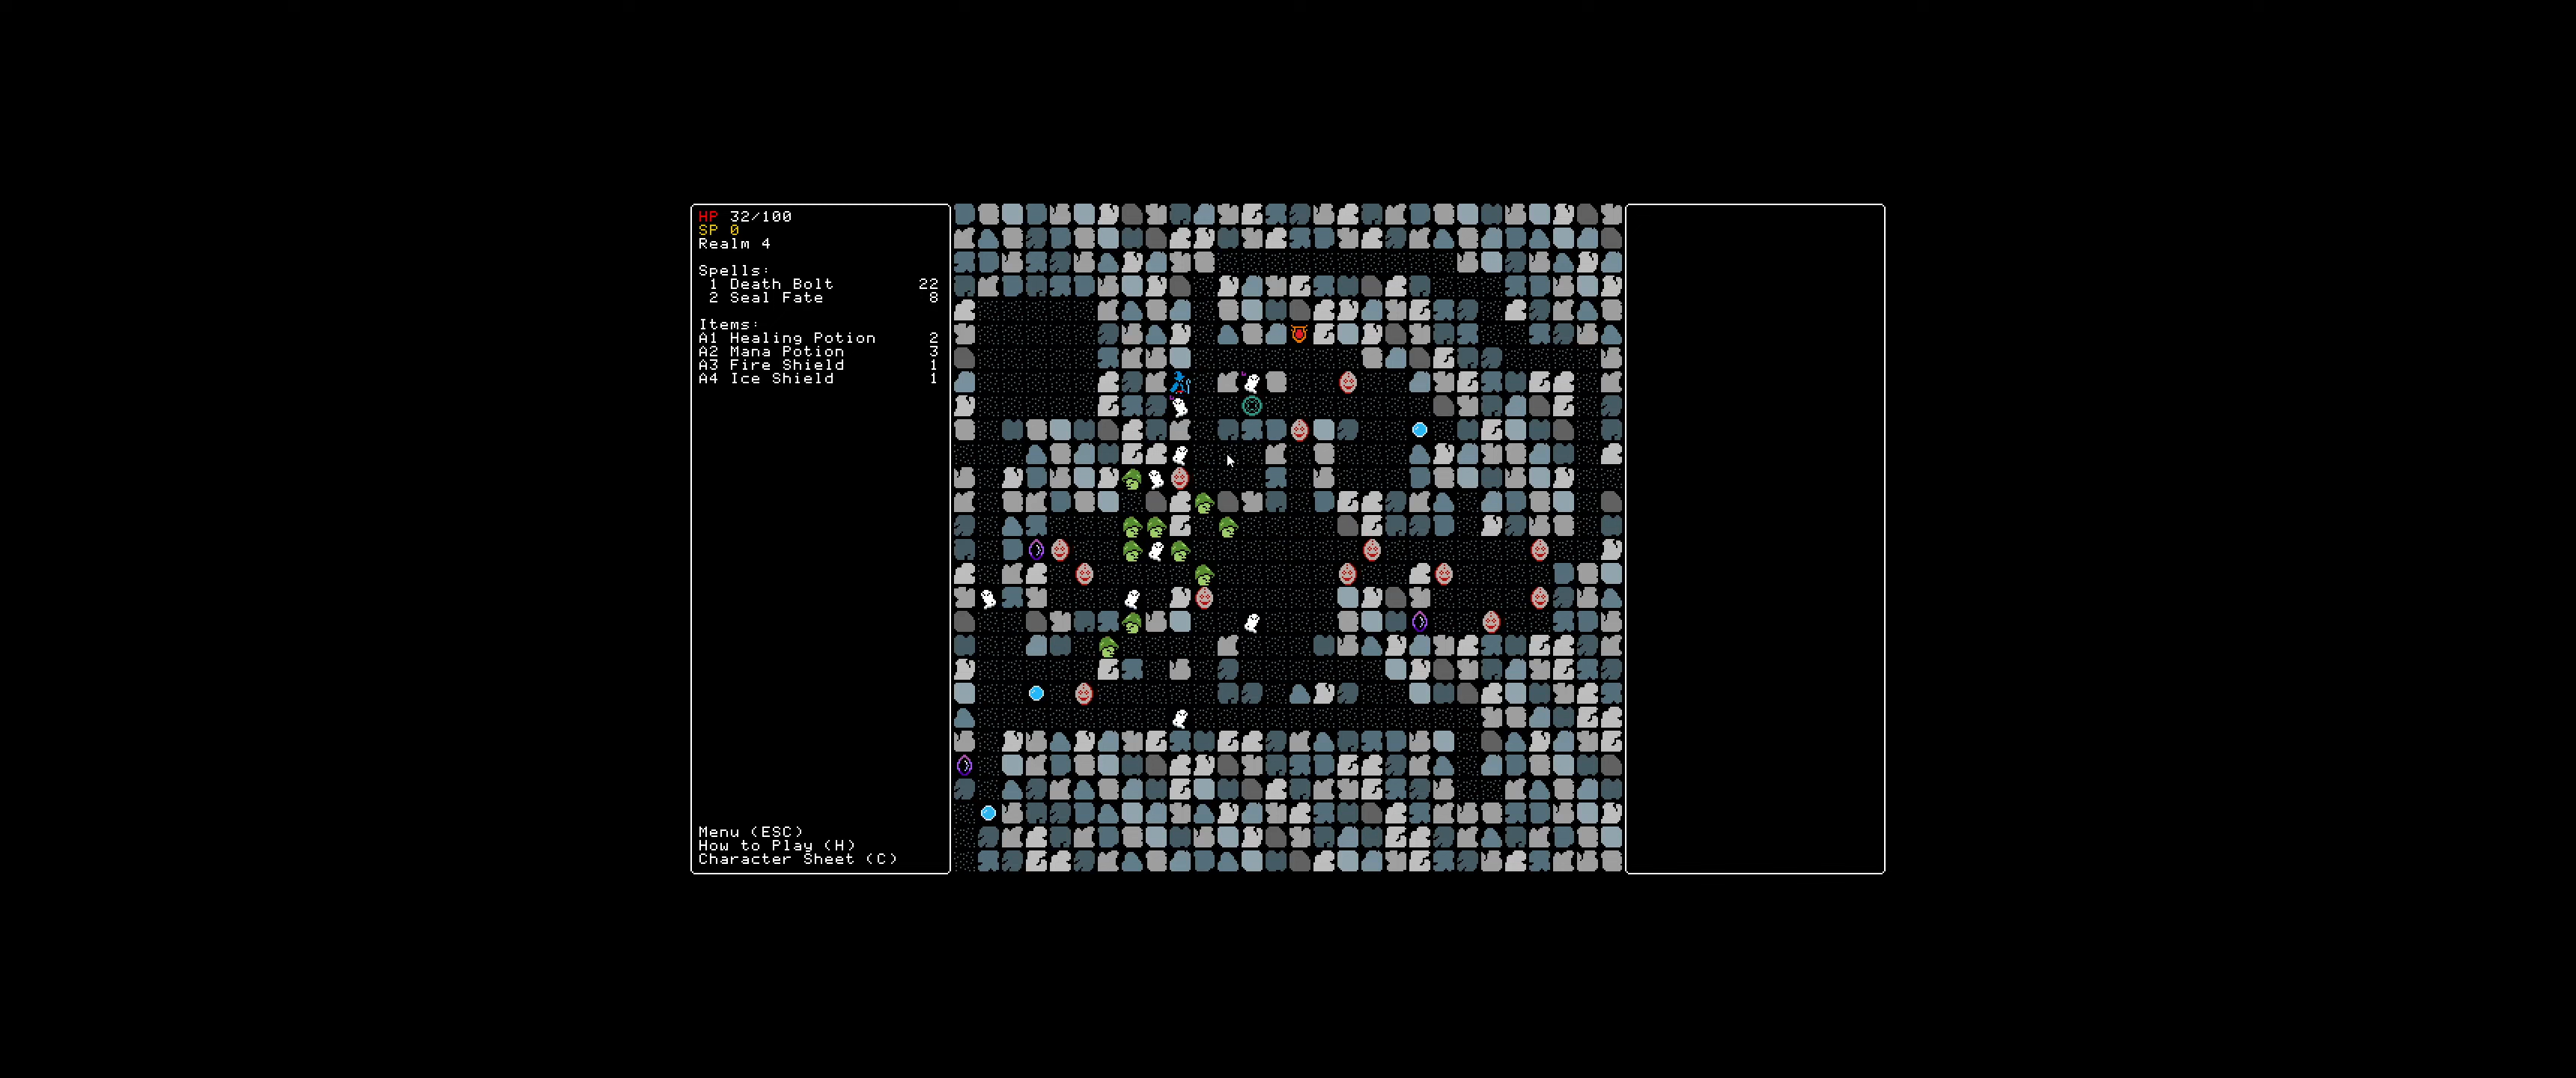 HP 32/100
SP 0
Realm 4
Spells:
1 Death Bolt 22
2 Seal Fate 8
Items:
A1 Healing Potion 2
A2 Mana Potion 3
A3 Fire Shield 1
A4 Ice Shield 1
Menu (ESC)
How to Play (H)
Character Sheet (C)